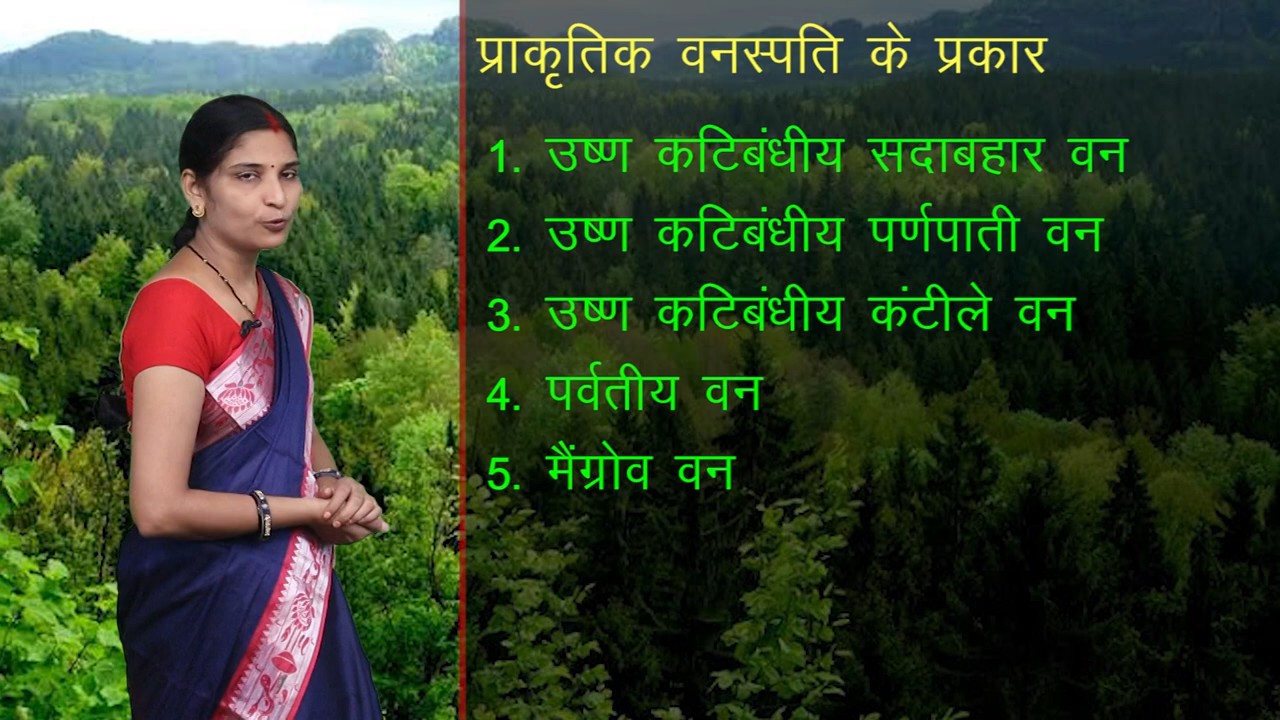 प्राकृतिक वनस्पति के प्रकार
1. उष्ण कटिबंधीय सदाबहार वन
2. उष्ण कटिबंधीय पर्णपाती वन
3. उष्ण कटिबंधीय कंटीले वन
4. पर्वतीय वन
5. मैंग्रोव वन